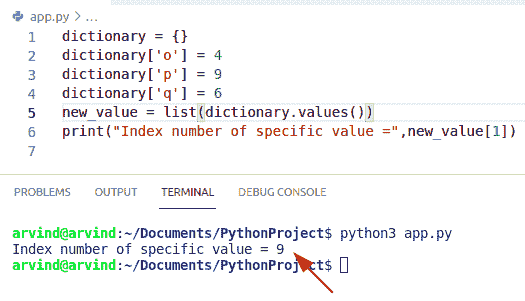 app.py > ...
1 dictionary = {}
2 dictionary['o'] = 4
3 dictionary['p'] = 9
4 dictionary['q'] = 6
5 new_value = list(dictionary.values())
6 print("Index number of specific value =",new_value[1])
7
PROBLEMS OUTPUT TERMINAL DEBUG CONSOLE
arvind@arvind:~/Documents/PythonProject$ python3 app.py
Index number of specific value = 9
arvind@arvind:~/Documents/PythonProject$